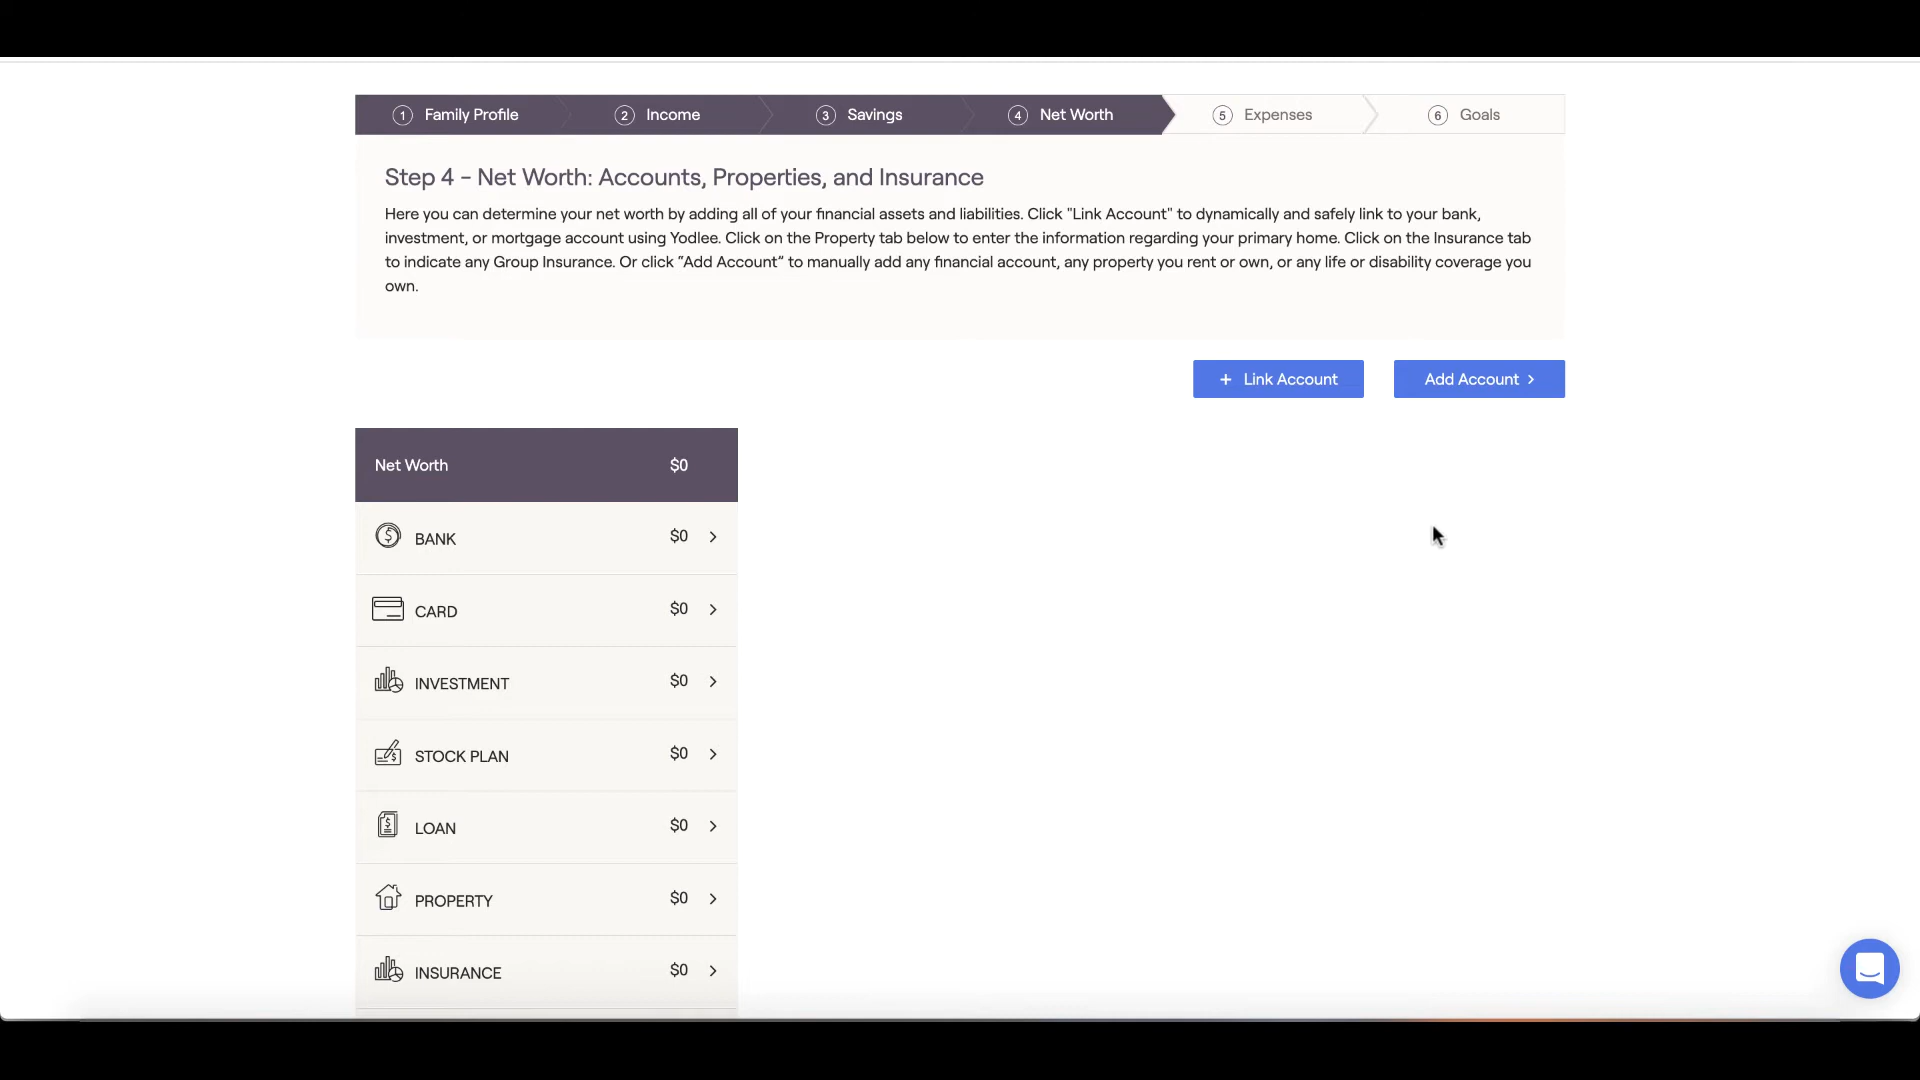 1 Family Profile 2 Income 3 Savings 4 Net Worth 5 Expenses 6 Goals
Step 4 - Net Worth: Accounts, Properties, and Insurance
Here you can determine your net worth by adding all of your financial assets and liabilities. Click "Link Account" to dynamically and safely link to your bank,
investment, or mortgage account using Yodlee. Click on the Property tab below to enter the information regarding your primary home. Click on the Insurance tab
to indicate any Group Insurance. Or click “Add Account” to manually add any financial account, any property you rent or own, or any life or disability coverage you
own.
+ Link Account Add Account >
Net Worth $0
BANK $0 >
CARD $0 >
INVESTMENT $0 >
STOCK PLAN $0 >
LOAN $0 >
PROPERTY $0 >
INSURANCE $0 >